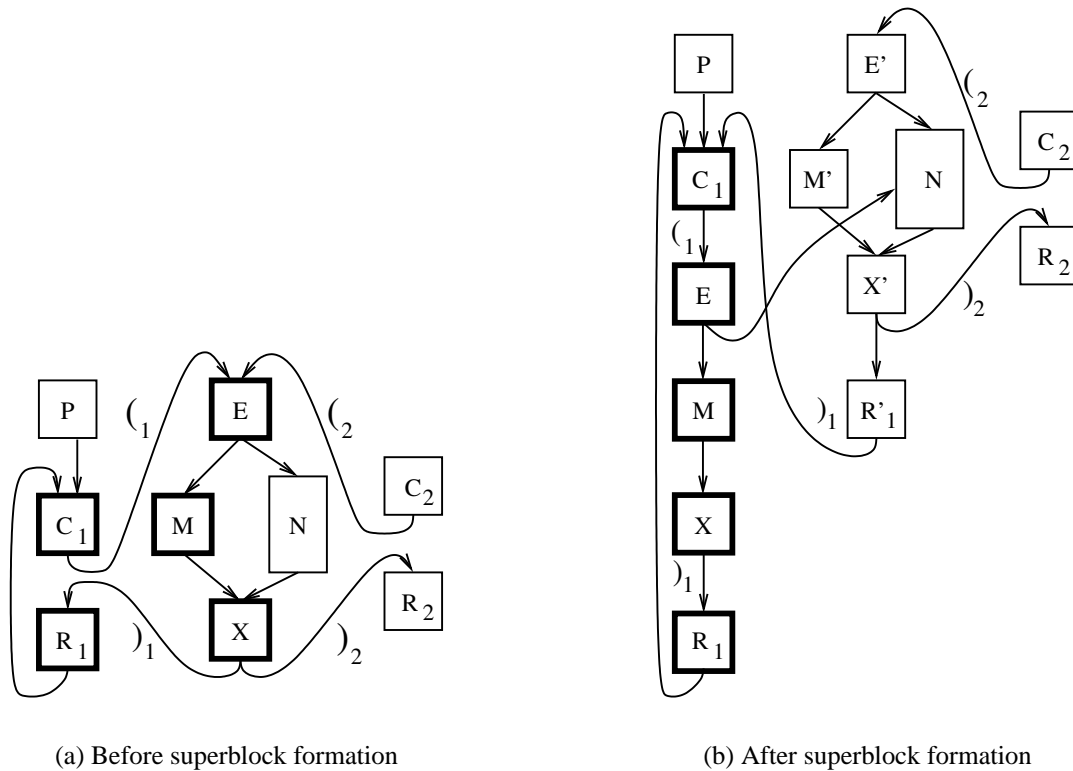 P
E
(1
(2
C1
M
N
C2
R1
)1
X
)2
R2
(a) Before superblock formation
P
E’
(2
C1
M’
N
C2
(1
E
X’
R2
)2
M
)1
R’1
X
)1
R1
(b) After superblock formation